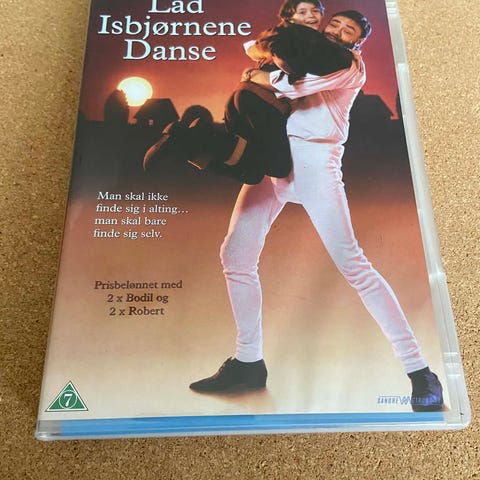 Lad
Isbjørnene
Danse
Man skal ikke
finde sig i alting...
man skal bare
finde sig selv.
Prisbelønnet med
2 x Bodil og
2 x Robert
7
SANDREW